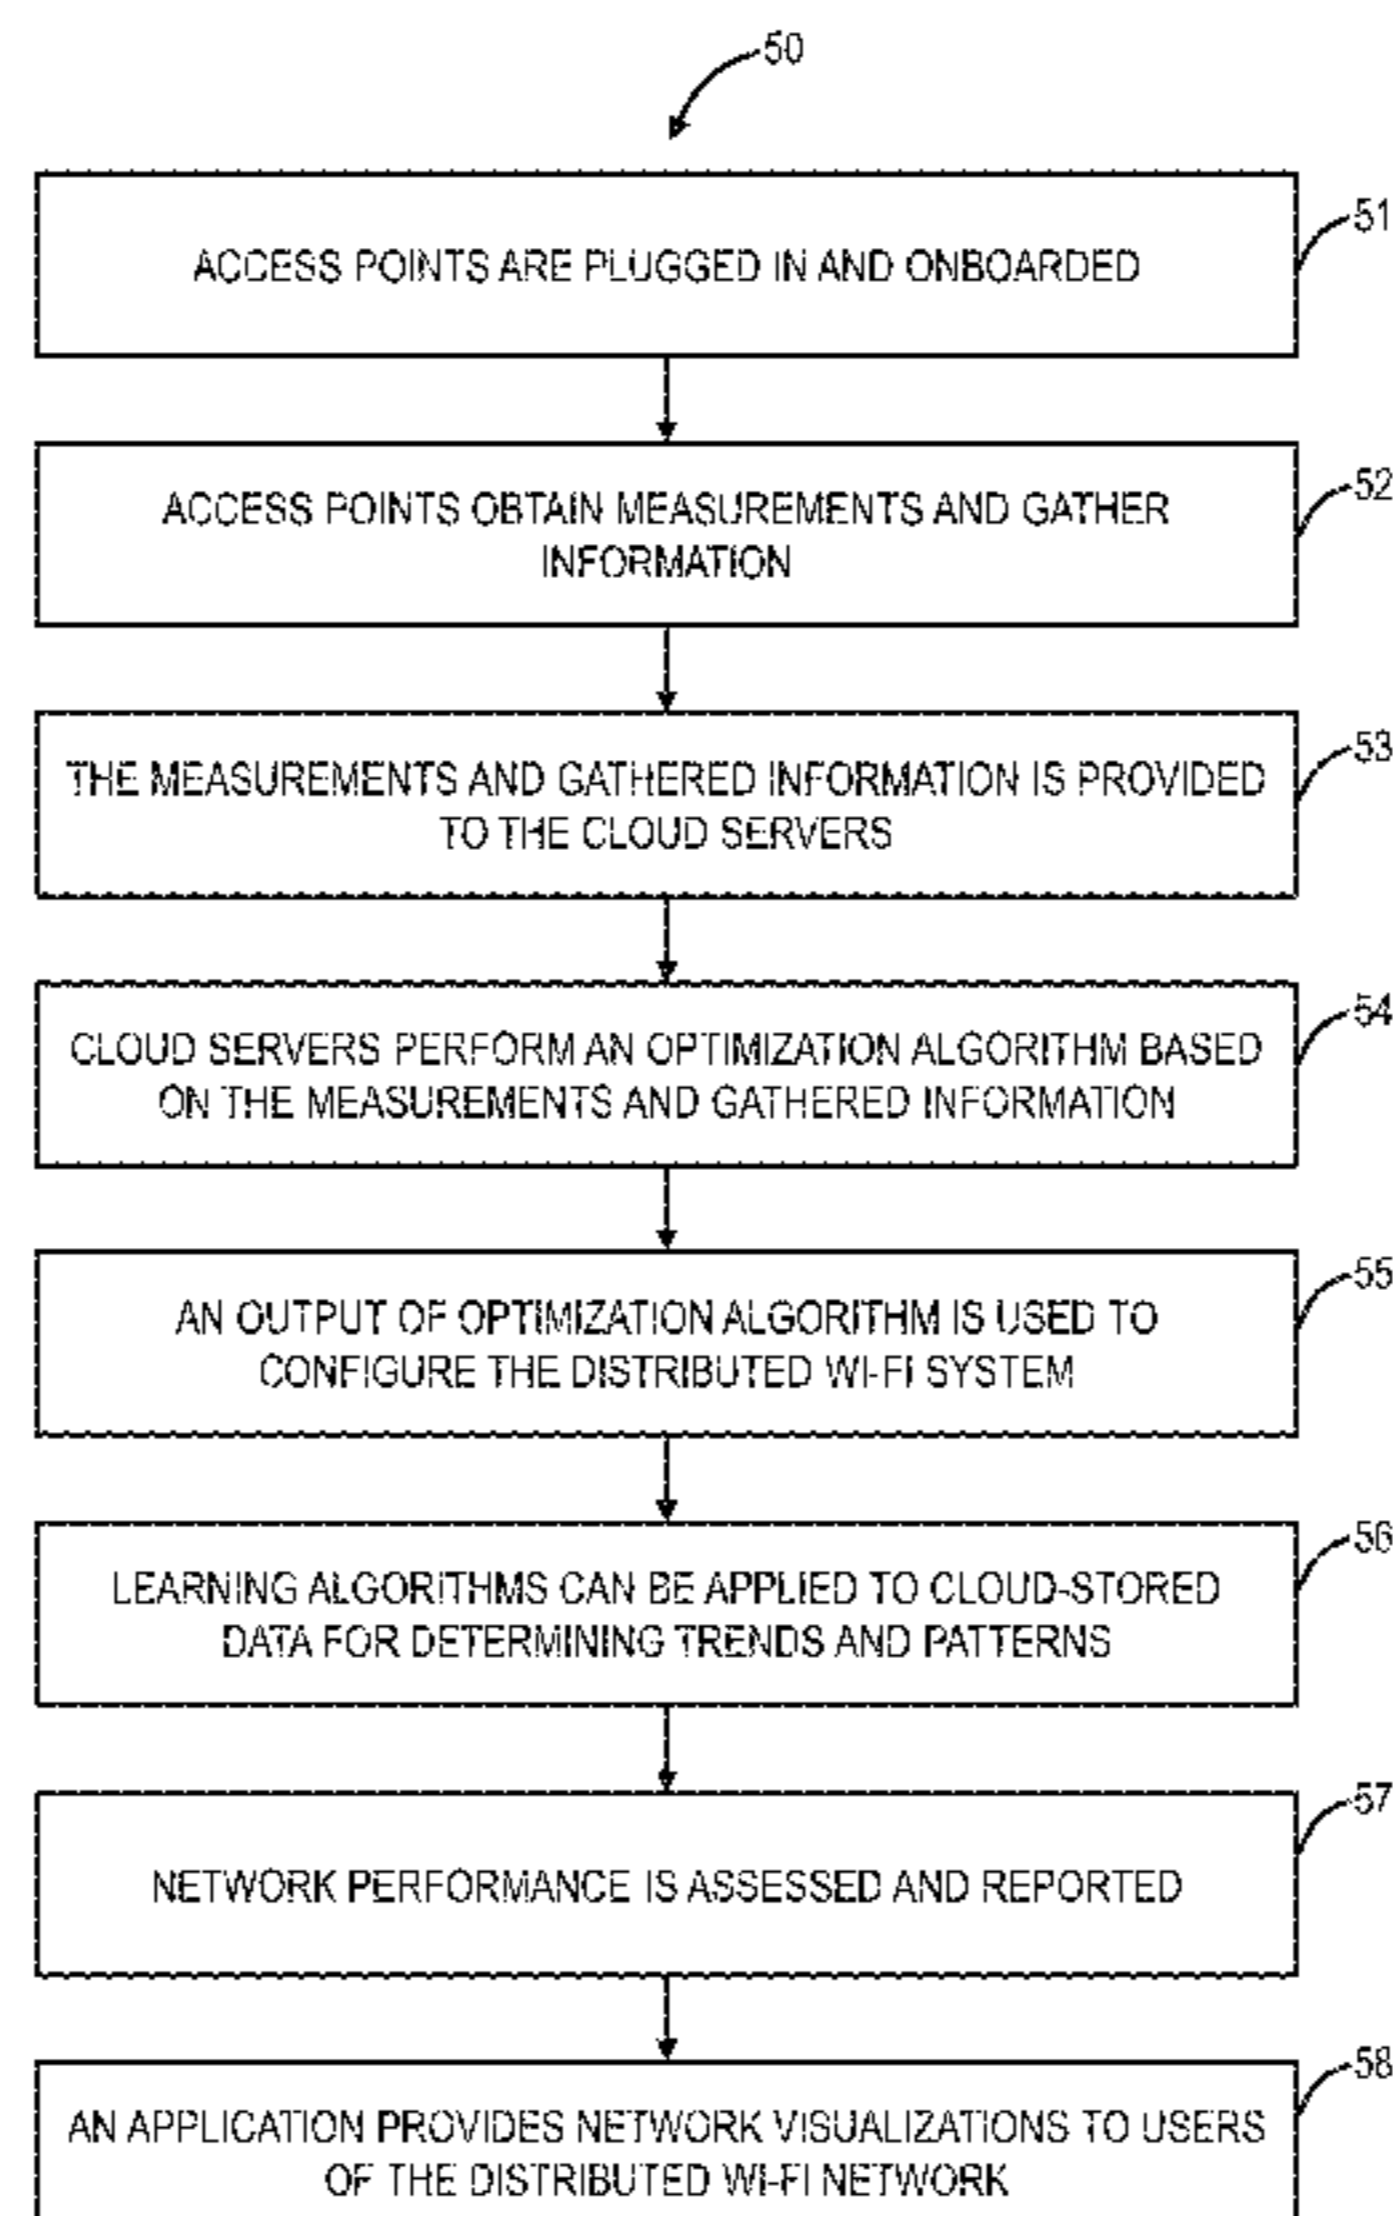 50
ACCESS POINTS ARE PLUGGED IN AND ONBOARDED
51
ACCESS POINTS OBTAIN MEASUREMENTS AND GATHER
INFORMATION
52
THE MEASUREMENTS AND GATHERED INFORMATION IS PROVIDED
TO THE CLOUD SERVERS
53
CLOUD SERVERS PERFORM AN OPTIMIZATION ALGORITHM BASED
ON THE MEASUREMENTS AND GATHERED INFORMATION
54
AN OUTPUT OF OPTIMIZATION ALGORITHM IS USED TO
CONFIGURE THE DISTRIBUTED WI-FI SYSTEM
55
LEARNING ALGORITHMS CAN BE APPLIED TO CLOUD-STORED
DATA FOR DETERMINING TRENDS AND PATTERNS
56
NETWORK PERFORMANCE IS ASSESSED AND REPORTED
57
AN APPLICATION PROVIDES NETWORK VISUALIZATIONS TO USERS
OF THE DISTRIBUTED WI-FI NETWORK
58